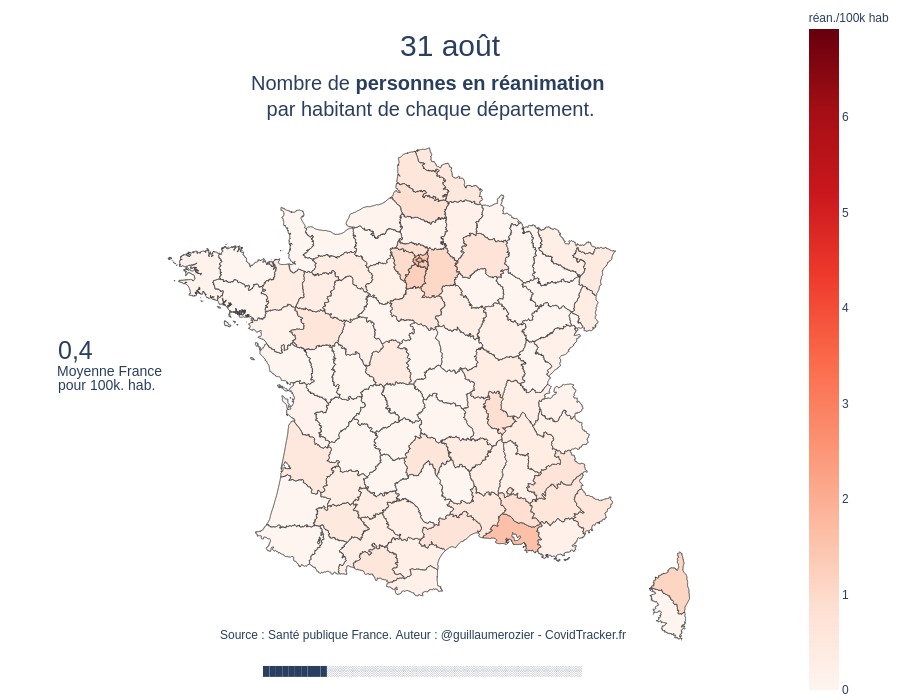 réan./100k hab
31 août
Nombre de personnes en réanimation
par habitant de chaque département.
6
5
4
3
2
1
0
0,4
Moyenne France
pour 100k. hab.
Source : Santé publique France. Auteur : @guillaumerozier - CovidTracker.fr